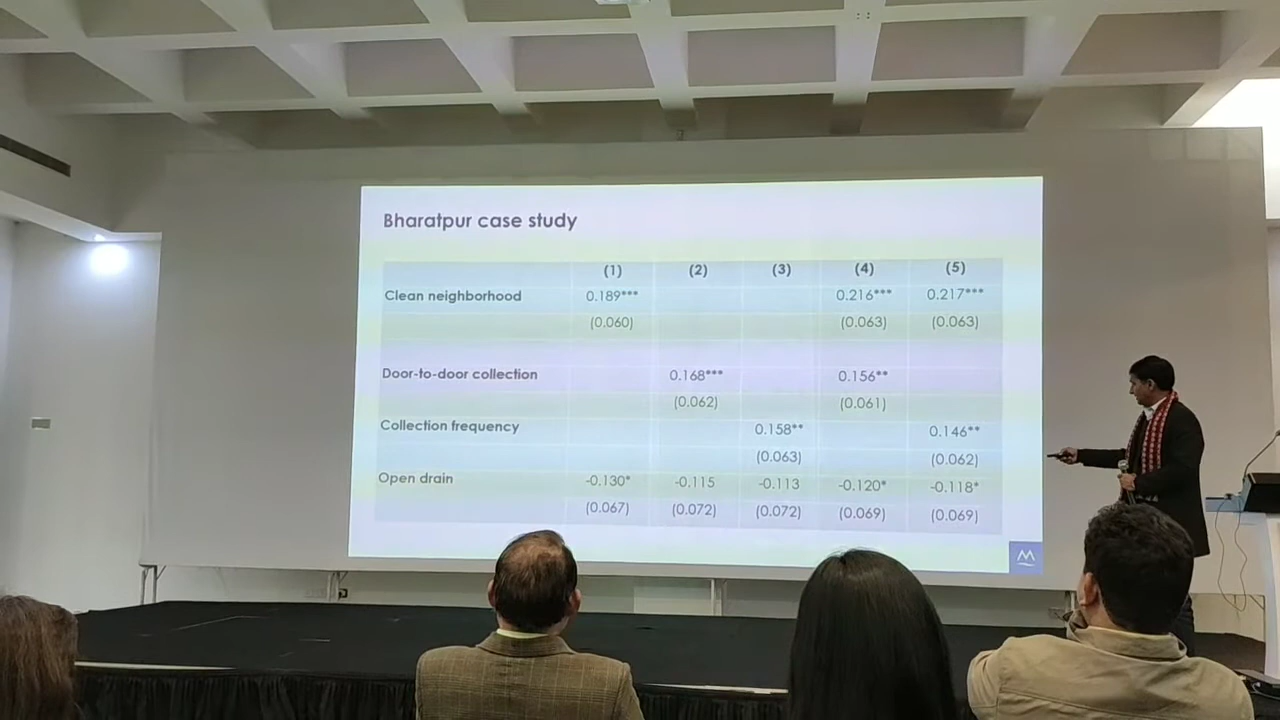 Bharatpur case study
(1) (2) (3) (4) (5)
Clean neighborhood 0.189*** 0.216*** 0.217***
(0.060) (0.063) (0.063)
Door-to-door collection 0.168*** 0.156**
(0.062) (0.061)
Collection frequency 0.158** 0.146**
(0.063) (0.062)
Open drain -0.130* -0.115 -0.113 -0.120* -0.118*
(0.067) (0.072) (0.072) (0.069) (0.069)